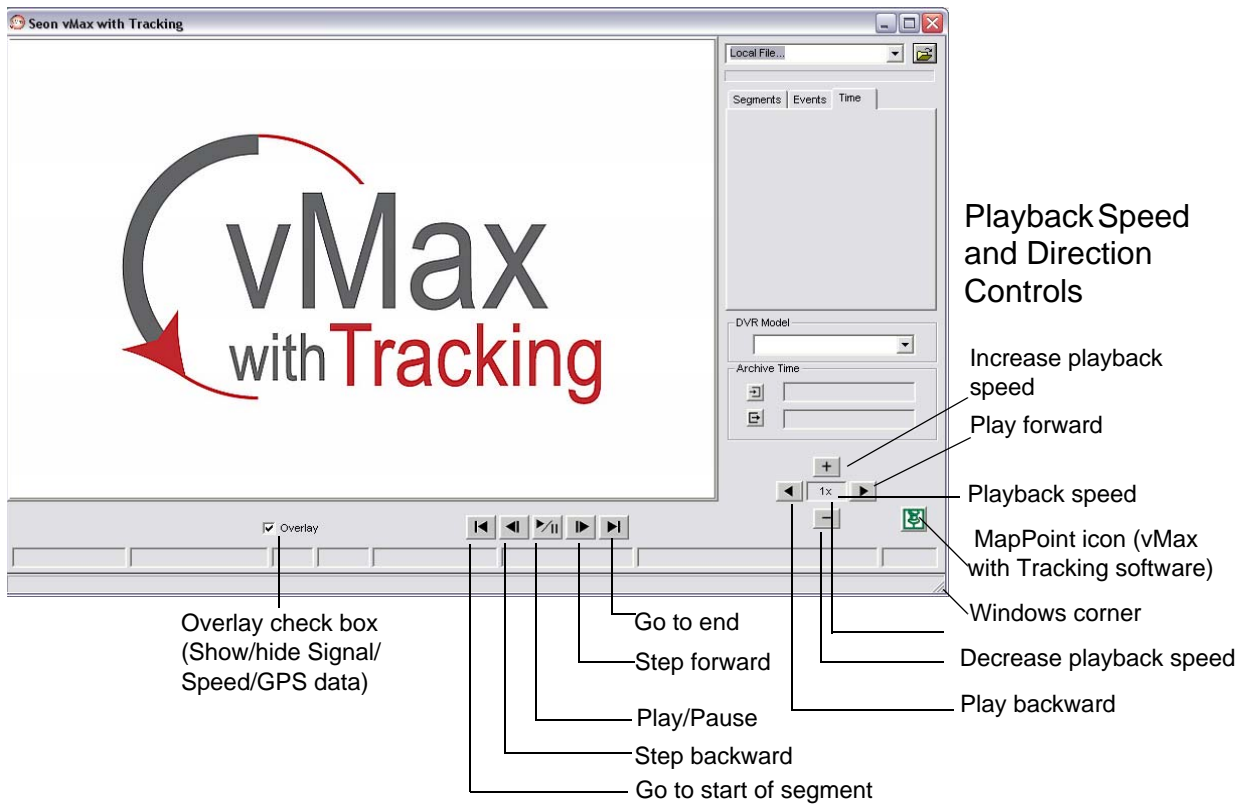 Seon vMax with Tracking
Local File...
Segments Events Time
vMax
with Tracking
DVR Model
Archive Time
+
1x
−
Overlay
Playback Speed
and Direction
Controls
Increase playback
speed
Play forward
Playback speed
MapPoint icon (vMax
with Tracking software)
Windows corner
Decrease playback speed
Play backward
Overlay check box
(Show/hide Signal/
Speed/GPS data)
Go to end
Step forward
Play/Pause
Step backward
Go to start of segment